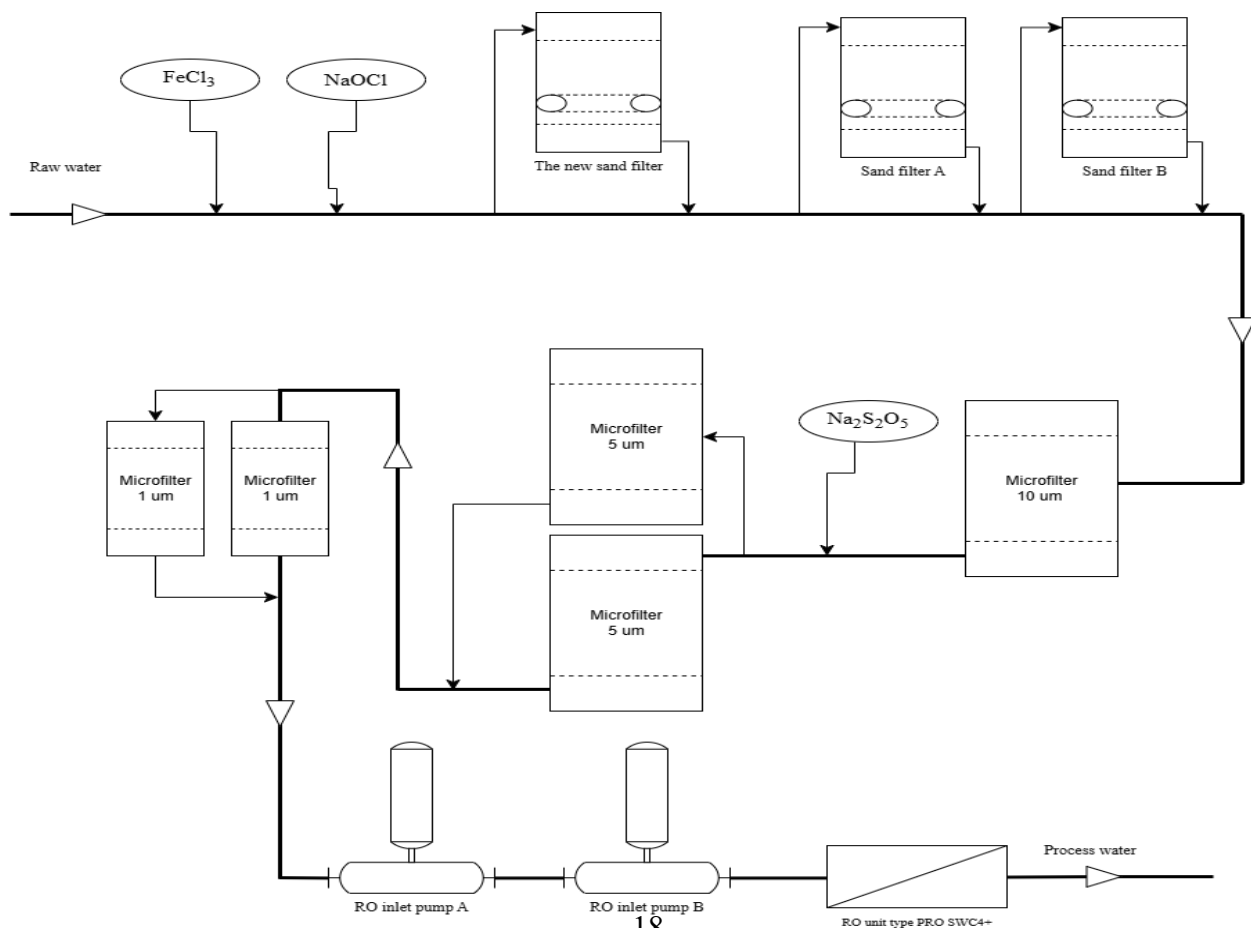 FeCl₃
NaOCl
Raw water
The new sand filter
Sand filter A
Sand filter B
Microfilter
1 um
Microfilter
1 um
Microfilter
5 um
Na₂S₂O₅
Microfilter
10 um
Microfilter
5 um
RO inlet pump A
RO inlet pump B
Process water
RO unit type PRO SWC4+
18